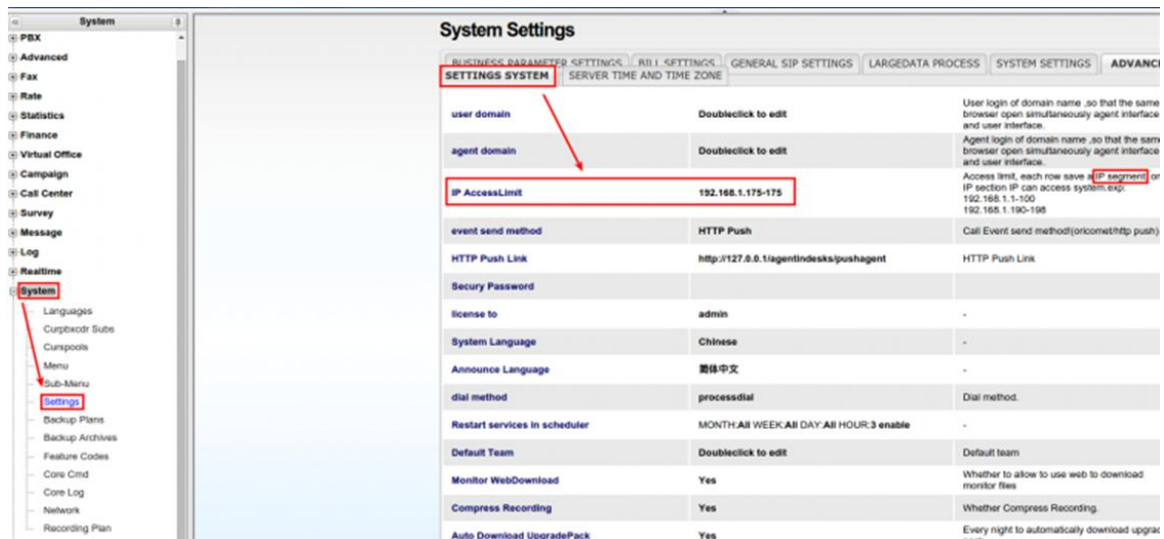 System
PBX
Advanced
Fax
Rate
Statistics
Finance
Virtual Office
Campaign
Call Center
Survey
Message
Log
Realtime
System
Languages
Curpbxcdr Subs
Curspools
Menu
Sub-Menu
Settings
Backup Plans
Backup Archives
Feature Codes
Core Cmd
Core Log
Network
Recording Plan
System Settings
BUSINESS PARAMETER SETTINGS BILL SETTINGS GENERAL SIP SETTINGS LARGEDATA PROCESS SYSTEM SETTINGS ADVANCE
SETTINGS SYSTEM SERVER TIME AND TIME ZONE
user domain Doubleclick to edit
User login of domain name ,so that the same
browser open simultaneously agent interface
and user interface.
agent domain Doubleclick to edit
Agent login of domain name ,so that the same
browser open simultaneously agent interface
and user interface.
IP AccessLimit 192.168.1.175-175
Access limit, each row save a IP segment, on
IP section IP can access system.exp:
192.168.1.1-100
192.168.1.190-198
event send method HTTP Push Call Event send method!(oricomet/http push)
HTTP Push Link http://127.0.0.1/agentindesks/pushagent HTTP Push Link
Secury Password
license to admin -
System Language Chinese -
Announce Language 简体中文 -
dial method processdial Dial method.
Restart services in scheduler MONTH:All WEEK:All DAY:All HOUR:3 enable -
Default Team Doubleclick to edit Default team
Monitor WebDownload Yes
Whether to allow to use web to download
monitor files
Compress Recording Yes Whether Compress Recording.
Auto Download UpgradePack Yes Every night to automatically download upgrad